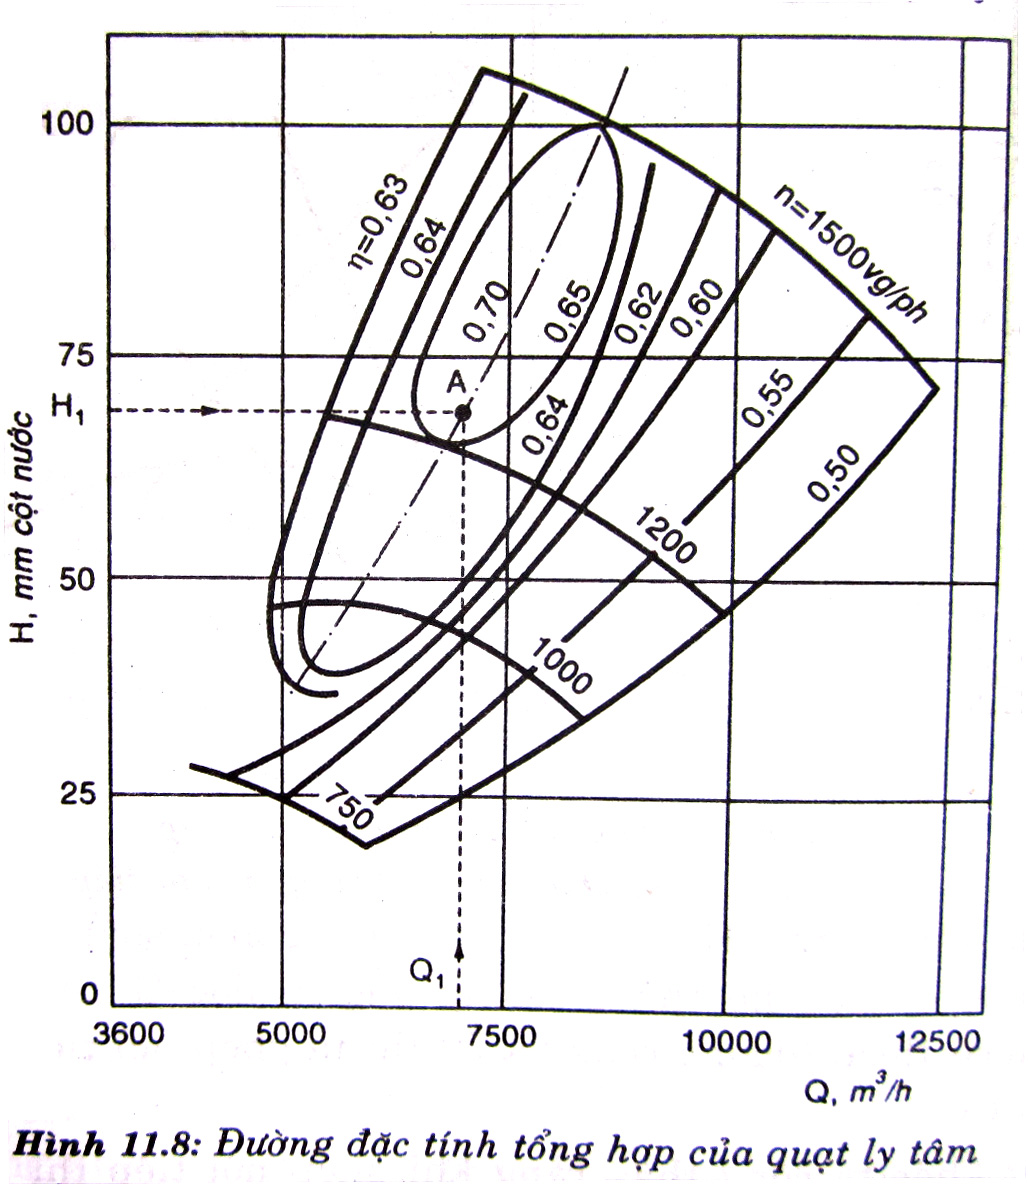 100
75
H₁
50
25
0
H, mm cột nước
η=0,63
0,64
0,70
0,65
0,62
0,60
n=1500vg/ph
A
0,64
0,55
0,50
1200
1000
750
Q₁
3600
5000
7500
10000
12500
Q, m³/h
Hình 11.8: Đường đặc tính tổng hợp của quạt ly tâm